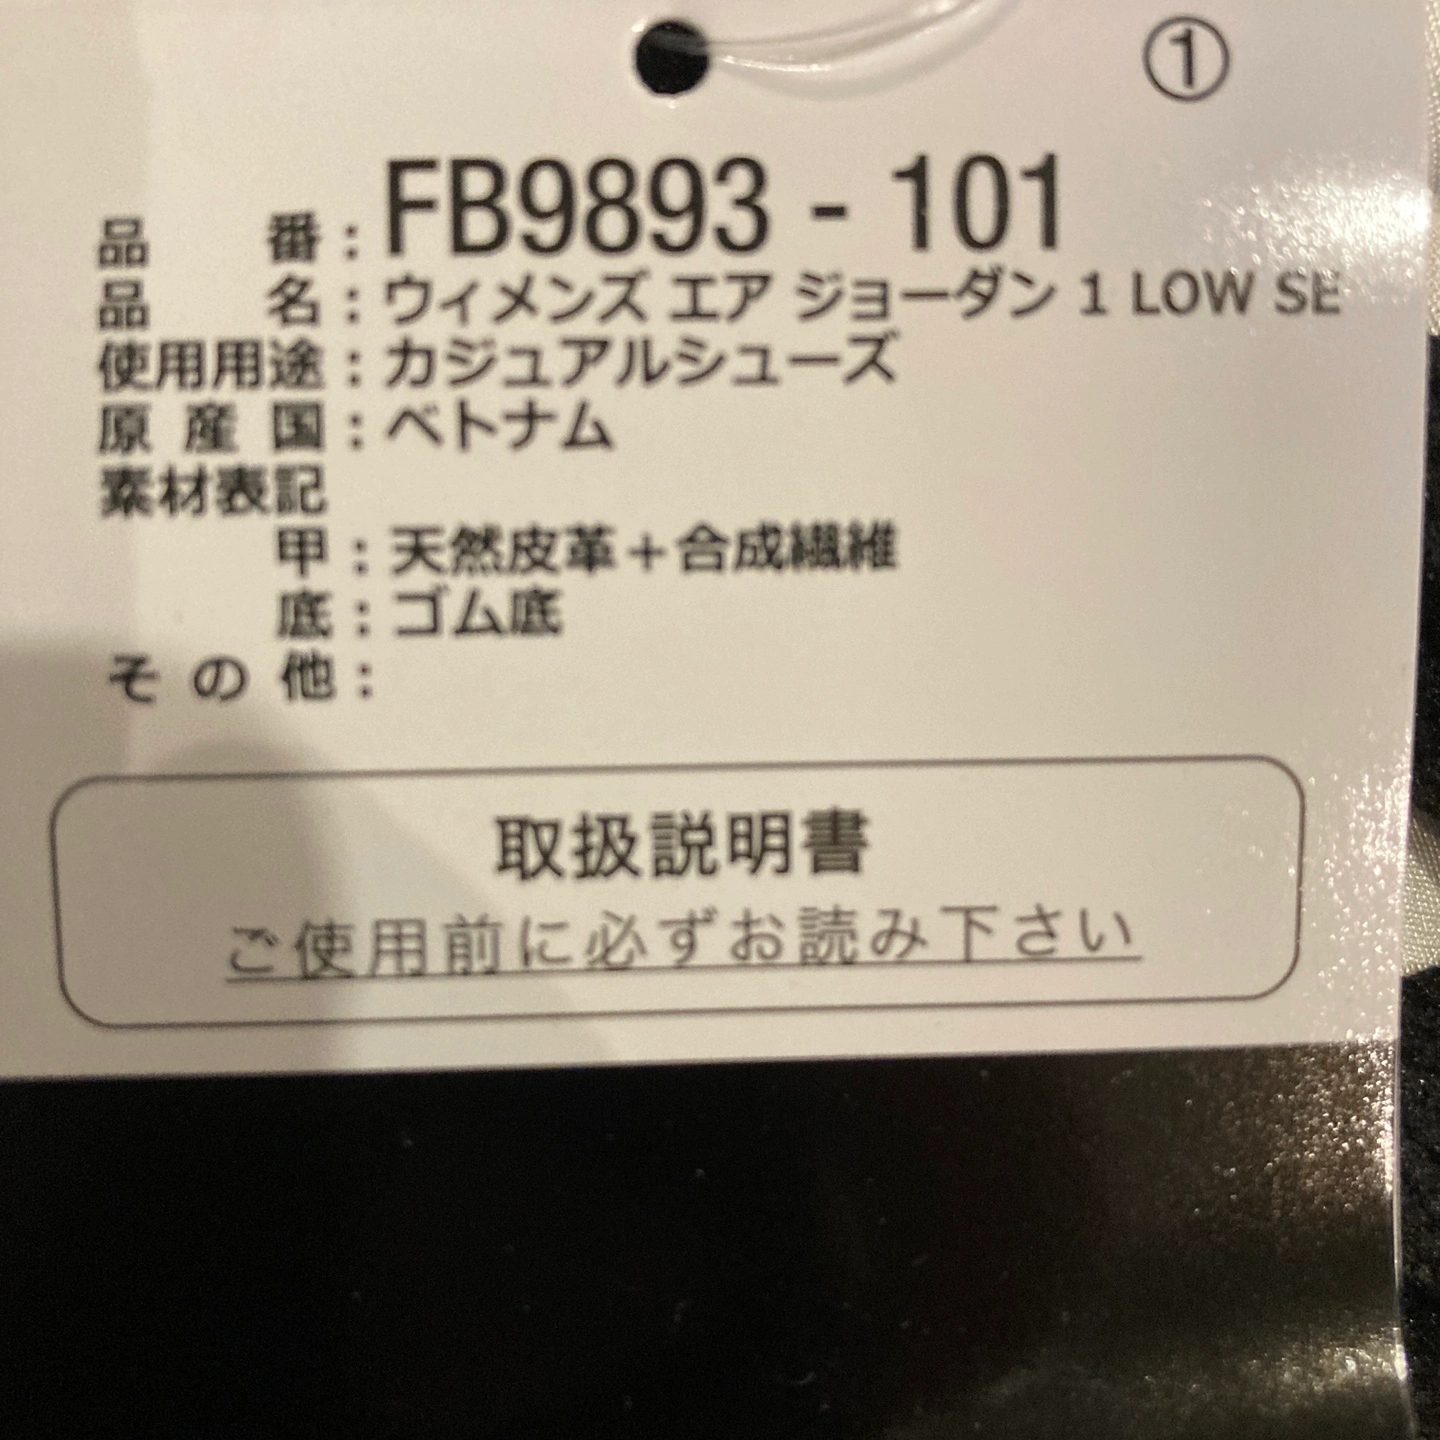 ①
品番：FB9893 - 101
品名：ウィメンズ エア ジョーダン 1 LOW SE
使用用途：カジュアルシューズ
原産国：ベトナム
素材表記
甲：天然皮革＋合成繊維
底：ゴム底
その他：
取扱説明書
ご使用前に必ずお読み下さい